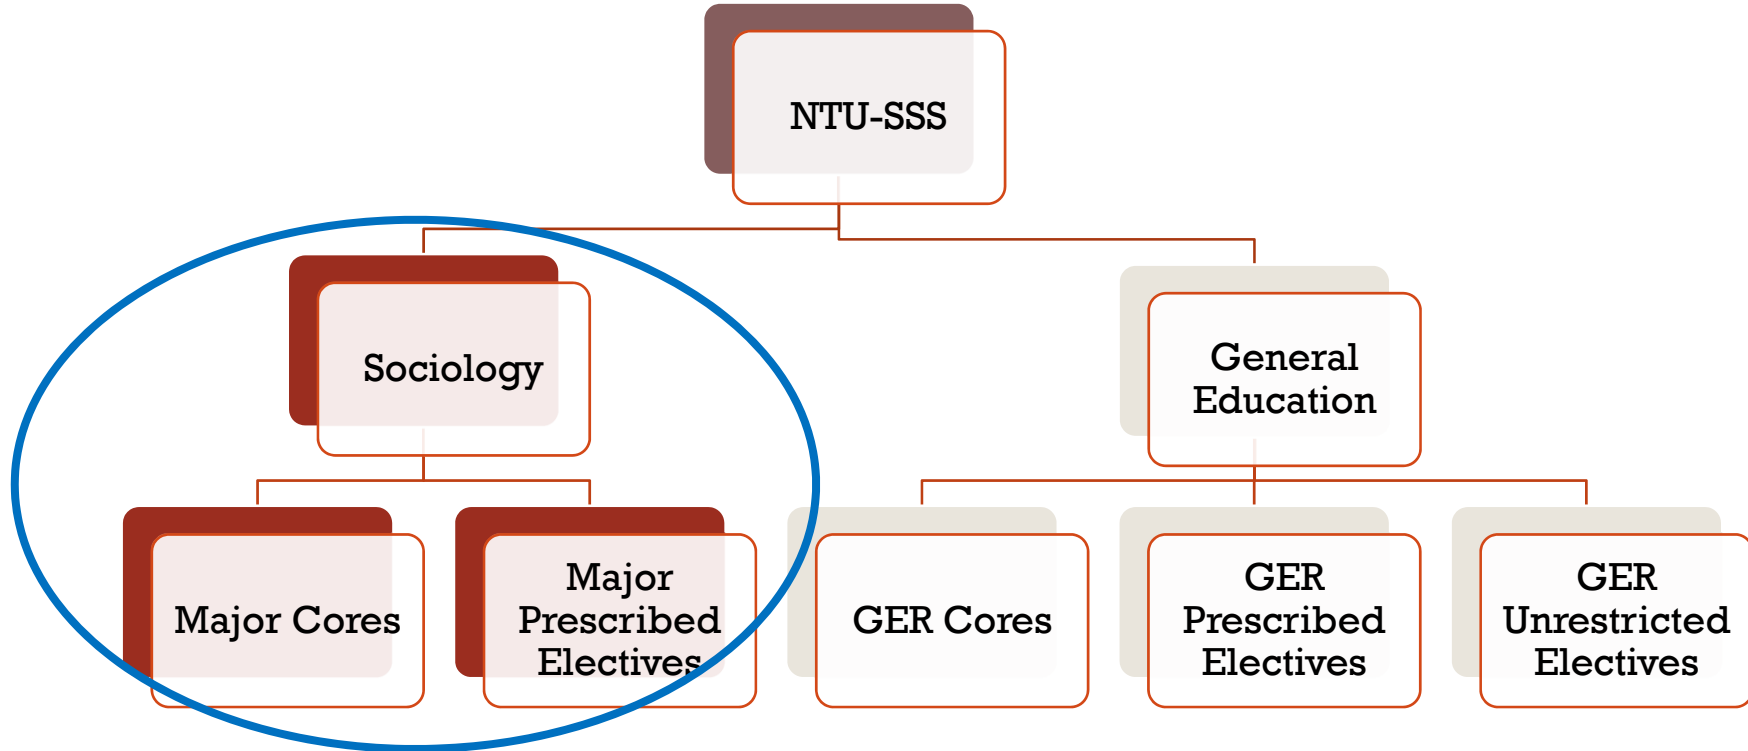 NTU-SSS
Sociology
General
Education
Major Cores
Major
Prescribed
Electives
GER Cores
GER
Prescribed
Electives
GER
Unrestricted
Electives